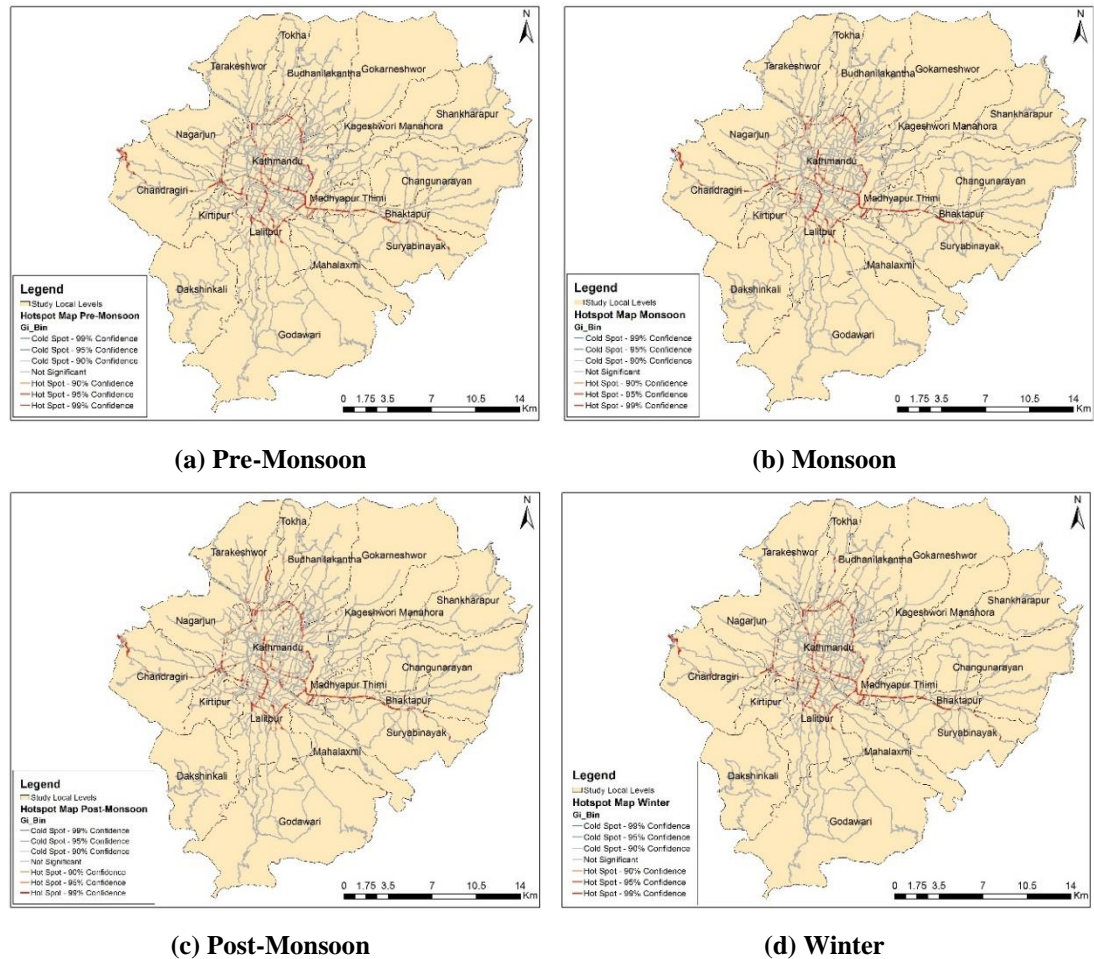 N
Tokha
Tarakeshwor
Budhanilakantha
Gokarneshwor
Shankharapur
Nagarjun
Kageshwori Manahora
Kathmandu
Changunarayan
Chandragiri
Madhyapur Thimi
Kirtipur
Bhaktapur
Lalitpur
Suryabinayak
Mahalaxmi
Dakshinkali
Godawari
Legend
Study Local Levels
Hotspot Map Pre-Monsoon
Gi_Bin
Cold Spot - 99% Confidence
Cold Spot - 95% Confidence
Cold Spot - 90% Confidence
Not Significant
Hot Spot - 90% Confidence
Hot Spot - 95% Confidence
Hot Spot - 99% Confidence
0 1.75 3.5 7 10.5 14
Km
(a) Pre-Monsoon
N
Tokha
Tarakeshwor
Budhanilakantha
Gokarneshwor
Shankharapur
Nagarjun
Kageshwori Manahora
Kathmandu
Changunarayan
Chandragiri
Madhyapur Thimi
Kirtipur
Bhaktapur
Lalitpur
Suryabinayak
Mahalaxmi
Dakshinkali
Godawari
Legend
Study Local Levels
Hotspot Map Monsoon
Gi_Bin
Cold Spot - 99% Confidence
Cold Spot - 95% Confidence
Cold Spot - 90% Confidence
Not Significant
Hot Spot - 90% Confidence
Hot Spot - 95% Confidence
Hot Spot - 99% Confidence
0 1.75 3.5 7 10.5 14
Km
(b) Monsoon
N
Tokha
Tarakeshwor
Budhanilakantha
Gokarneshwor
Shankharapur
Nagarjun
Kageshwori Manahora
Kathmandu
Changunarayan
Chandragiri
Madhyapur Thimi
Kirtipur
Bhaktapur
Lalitpur
Suryabinayak
Mahalaxmi
Dakshinkali
Godawari
Legend
Study Local Levels
Hotspot Map Post-Monsoon
Gi_Bin
Cold Spot - 99% Confidence
Cold Spot - 95% Confidence
Cold Spot - 90% Confidence
Not Significant
Hot Spot - 90% Confidence
Hot Spot - 95% Confidence
Hot Spot - 99% Confidence
0 1.75 3.5 7 10.5 14
Km
(c) Post-Monsoon
N
Tokha
Tarakeshwor
Budhanilakantha
Gokarneshwor
Shankharapur
Nagarjun
Kageshwori Manahora
Kathmandu
Changunarayan
Chandragiri
Madhyapur Thimi
Kirtipur
Bhaktapur
Lalitpur
Suryabinayak
Mahalaxmi
Dakshinkali
Godawari
Legend
Study Local Levels
Hotspot Map Winter
Gi_Bin
Cold Spot - 99% Confidence
Cold Spot - 95% Confidence
Cold Spot - 90% Confidence
Not Significant
Hot Spot - 90% Confidence
Hot Spot - 95% Confidence
Hot Spot - 99% Confidence
0 1.75 3.5 7 10.5 14
Km
(d) Winter